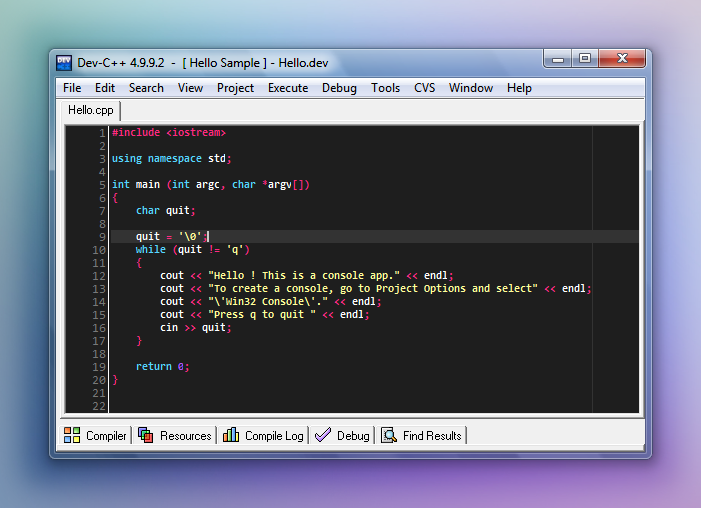 DEV
Dev-C++ 4.9.9.2 - [ Hello Sample ] - Hello.dev
File Edit Search View Project Execute Debug Tools CVS Window Help
Hello.cpp
1 #include <iostream>
2
3 using namespace std;
4
5 int main (int argc, char *argv[])
6 {
7     char quit;
8
9     quit = '\0';
10     while (quit != 'q')
11     {
12         cout << "Hello ! This is a console app." << endl;
13         cout << "To create a console, go to Project Options and select" << endl;
14         cout << "\'Win32 Console\'." << endl;
15         cout << "Press q to quit " << endl;
16         cin >> quit;
17     }
18
19     return 0;
20 }
21
22
Compiler Resources Compile Log Debug Find Results